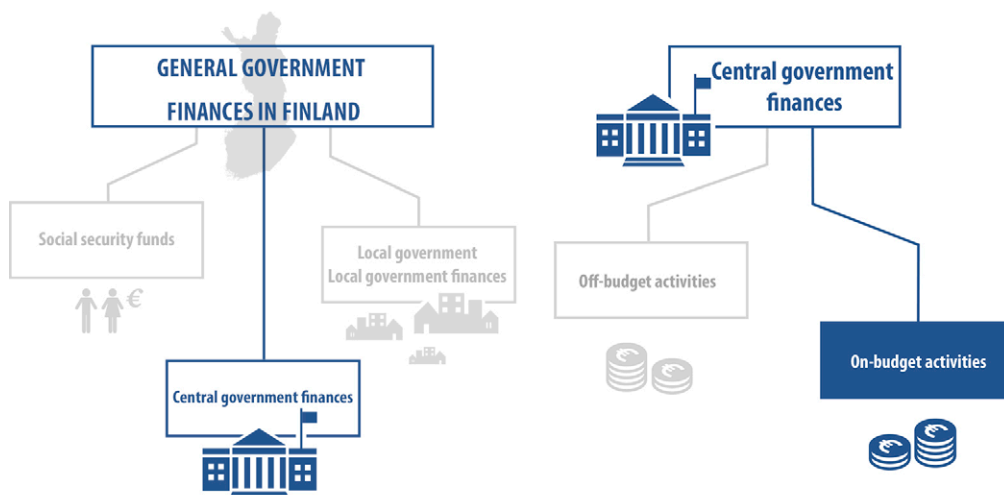 GENERAL GOVERNMENT
FINANCES IN FINLAND
Social security funds
€
Local government
Local government finances
Central government finances
Central government
finances
Off-budget activities
€
€
On-budget activities
€
€